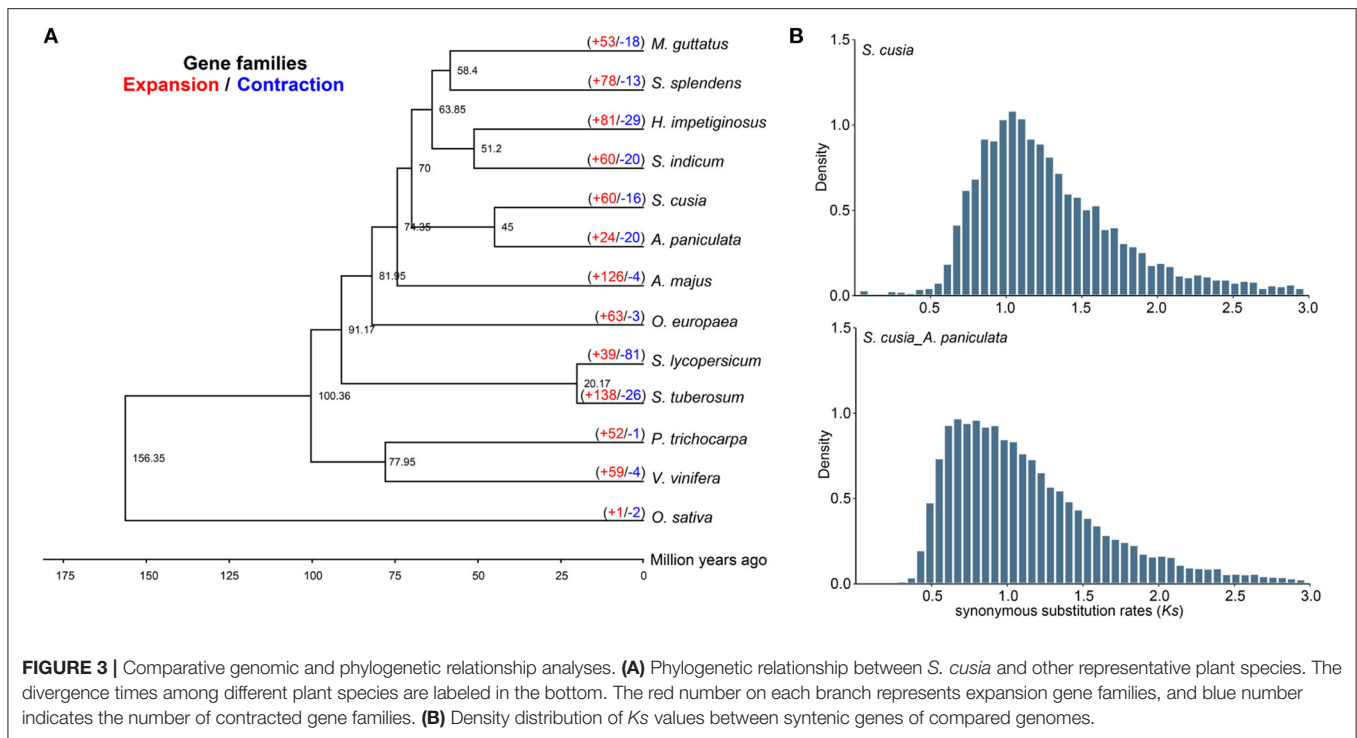 A
Gene families
Expansion / Contraction
(+53/-18) M. guttatus
58.4
(+78/-13) S. splendens
63.85
(+81/-29) H. impetiginosus
51.2
(+60/-20) S. indicum
70
(+60/-16) S. cusia
74.35
45
(+24/-20) A. paniculata
81.95
(+126/-4) A. majus
(+63/-3) O. europaea
91.17
(+39/-81) S. lycopersicum
20.17
(+138/-26) S. tuberosum
100.36
(+52/-1) P. trichocarpa
156.35
77.95
(+59/-4) V. vinifera
(+1/-2) O. sativa
Million years ago
175 150 125 100 75 50 25 0
B
1.5
S. cusia
1.0
Density
0.5
0.0
0.5 1.0 1.5 2.0 2.5 3.0
1.5
S. cusia_A. paniculata
1.0
Density
0.5
0.0
0.5 1.0 1.5 2.0 2.5 3.0
synonymous substitution rates (Ks)
FIGURE 3 | Comparative genomic and phylogenetic relationship analyses. (A) Phylogenetic relationship between S. cusia and other representative plant species. The
divergence times among different plant species are labeled in the bottom. The red number on each branch represents expansion gene families, and blue number
indicates the number of contracted gene families. (B) Density distribution of Ks values between syntenic genes of compared genomes.